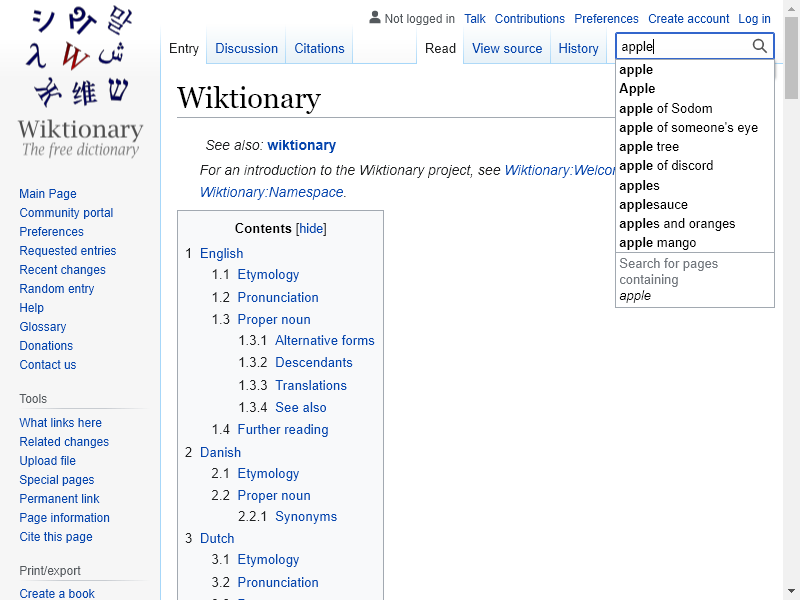 Not logged in Talk Contributions Preferences Create account Log in
Entry Discussion Citations Read View source History apple
apple
Apple
apple of Sodom
apple of someone's eye
apple tree
apple of discord
apples
applesauce
apples and oranges
apple mango
Search for pages
containing
apple
シ Р 말
λ W ش
维 ש
Wiktionary
The free dictionary
Main Page
Community portal
Preferences
Requested entries
Recent changes
Random entry
Help
Glossary
Donations
Contact us
Tools
What links here
Related changes
Upload file
Special pages
Permanent link
Page information
Cite this page
Print/export
Create a book
Wiktionary
See also: wiktionary
For an introduction to the Wiktionary project, see Wiktionary:Welco
Wiktionary:Namespace.
Contents [hide]
1 English
1.1 Etymology
1.2 Pronunciation
1.3 Proper noun
1.3.1 Alternative forms
1.3.2 Descendants
1.3.3 Translations
1.3.4 See also
1.4 Further reading
2 Danish
2.1 Etymology
2.2 Proper noun
2.2.1 Synonyms
3 Dutch
3.1 Etymology
3.2 Pronunciation